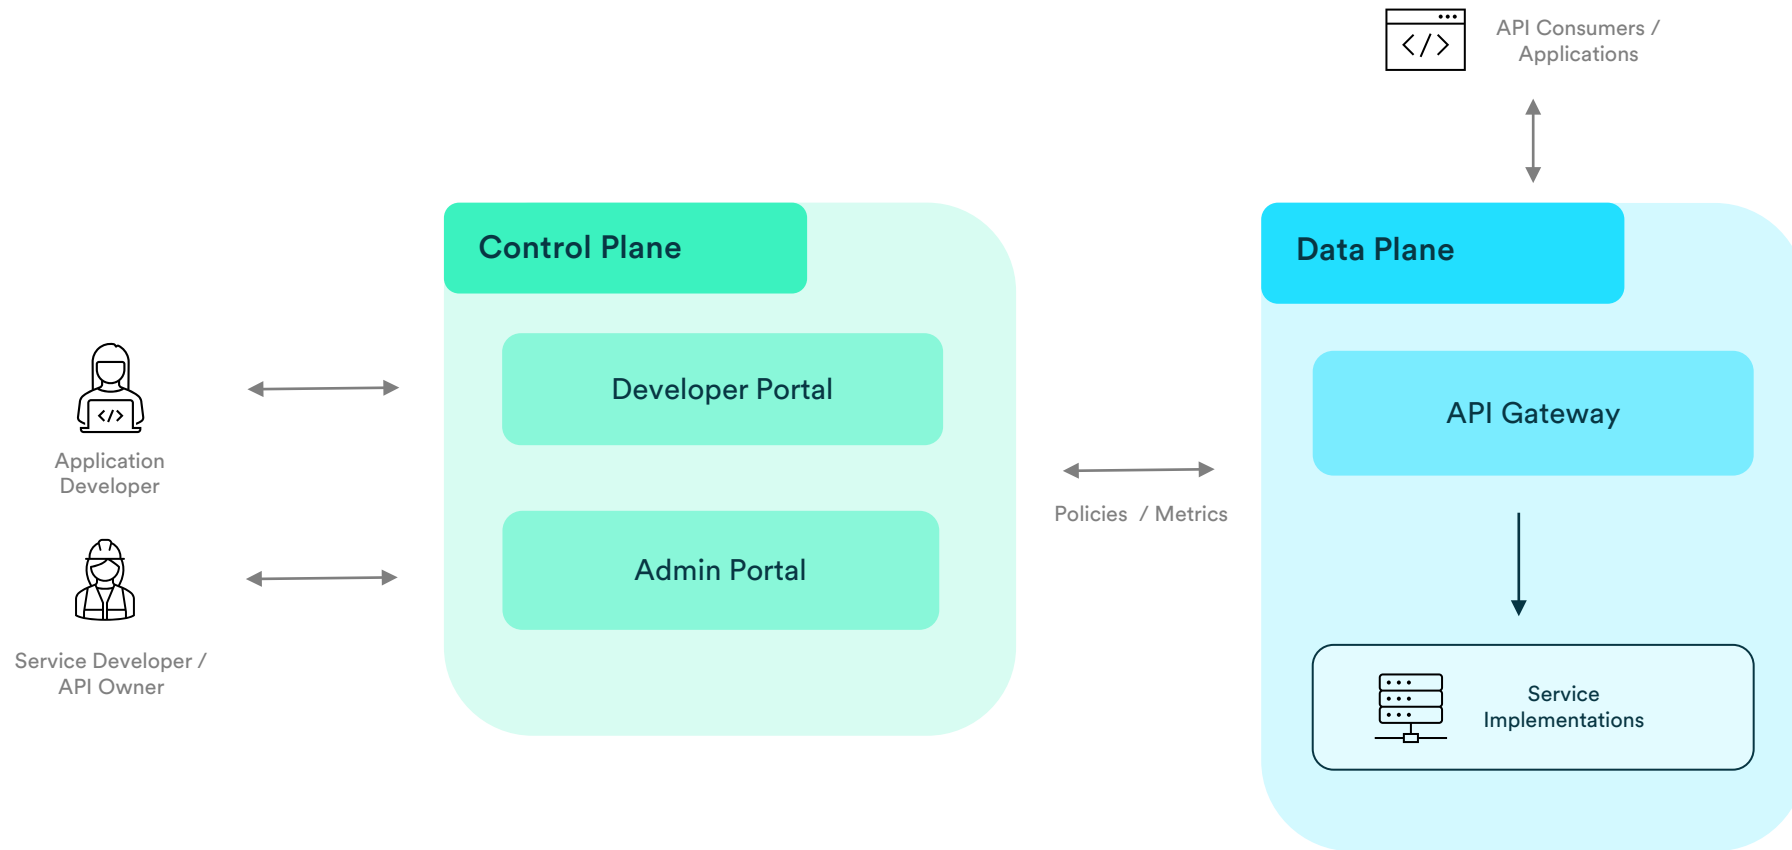 API Consumers /
Applications
Control Plane
Data Plane
Developer Portal
API Gateway
Application
Developer
Policies / Metrics
Admin Portal
Service Developer /
API Owner
Service
Implementations